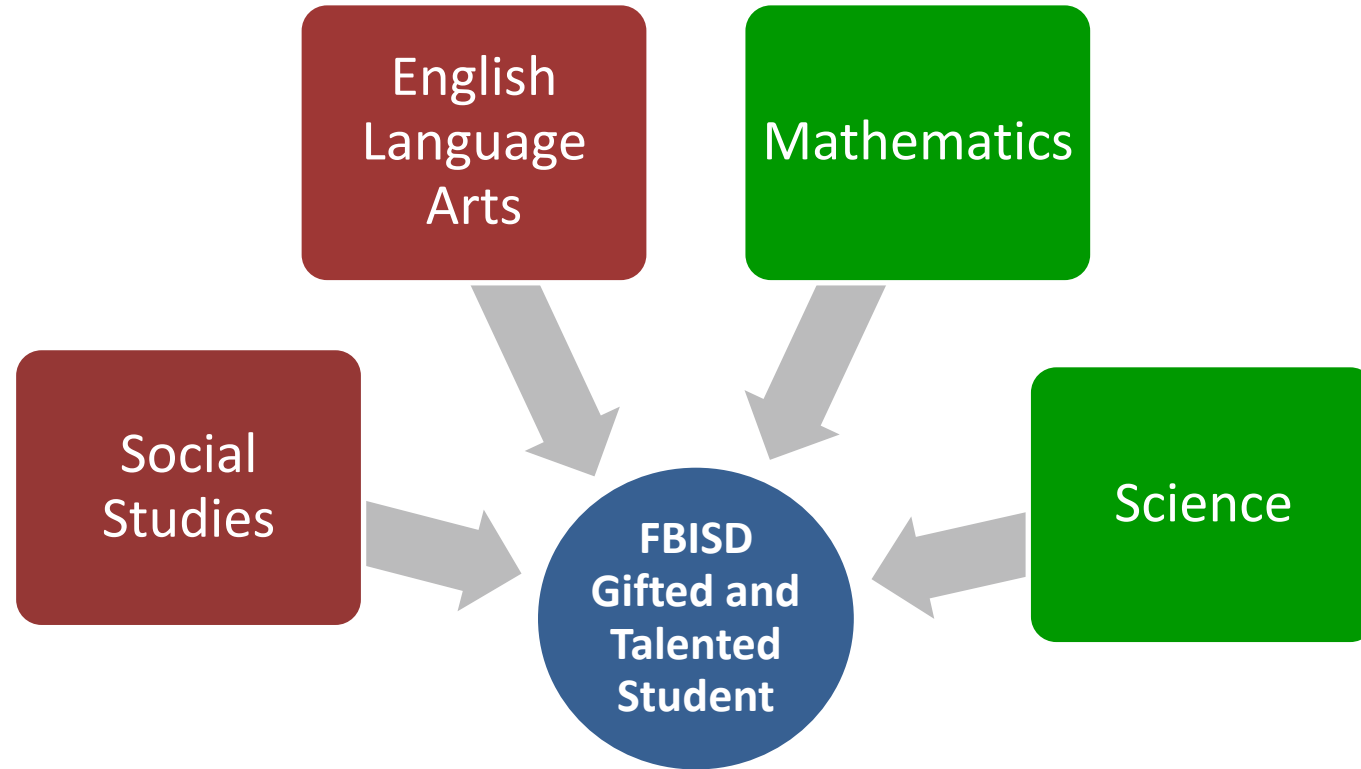 English
Language
Arts
Mathematics
Social
Studies
Science
FBISD
Gifted and
Talented
Student